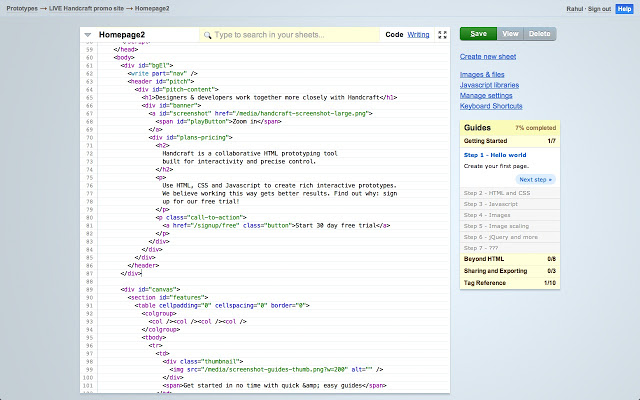 Prototypes → LIVE Handcraft promo site → Homepage2
Rahul · Sign out Help
Homepage2
Type to search in your sheets...
Code Writing
Save View Delete
59 </head>
60 <body>
61 <div id="bgEl">
62 <write part="nav" />
63 <header id="pitch">
64 <div id="pitch-content">
65 <h1>Designers & developers work together more closely with Handcraft</h1>
66 <div id="banner">
67 <a id="screenshot" href="/media/handcraft-screenshot-large.png">
68 <span id="playButton">Zoom in</span>
69 </a>
70 <div id="plans-pricing">
71 <h2>
72 Handcraft is a collaborative HTML prototyping tool
73 built for interactivity and precise control.
74 </h2>
75 <p>
76 Use HTML, CSS and Javascript to create rich interactive prototypes.
77 We believe working this way gets better results. Find out why: sign
78 up for our free trial!
79 </p>
80 <p class="call-to-action">
81 <a href="/signup/free" class="button">Start 30 day free trial</a>
82 </p>
83 </div>
84 </div>
85 </div>
86 </header>
87 </div>
88
89 <div id="canvas">
90 <section id="features">
91 <table cellpadding="0" cellspacing="0" border="0">
92 <colgroup>
93 <col /><col /><col /><col />
94 </colgroup>
95 <tbody>
96 <tr>
97 <td>
98 <div class="thumbnail">
99 <img src="/media/screenshot-guides-thumb.png?w=200" alt="" />
100 </div>
101 <span>Get started in no time with quick &amp; easy guides</span>
Create new sheet
Images & files
Javascript libraries
Manage settings
Keyboard Shortcuts
Guides 7% completed
Getting Started 1/7
Step 1 - Hello world
Create your first page.
Next step »
Step 2 - HTML and CSS
Step 3 - Javascript
Step 4 - Images
Step 5 - Image scaling
Step 6 - jQuery and more
Step 7 - ???
Beyond HTML 0/8
Sharing and Exporting 0/3
Tag Reference 1/10